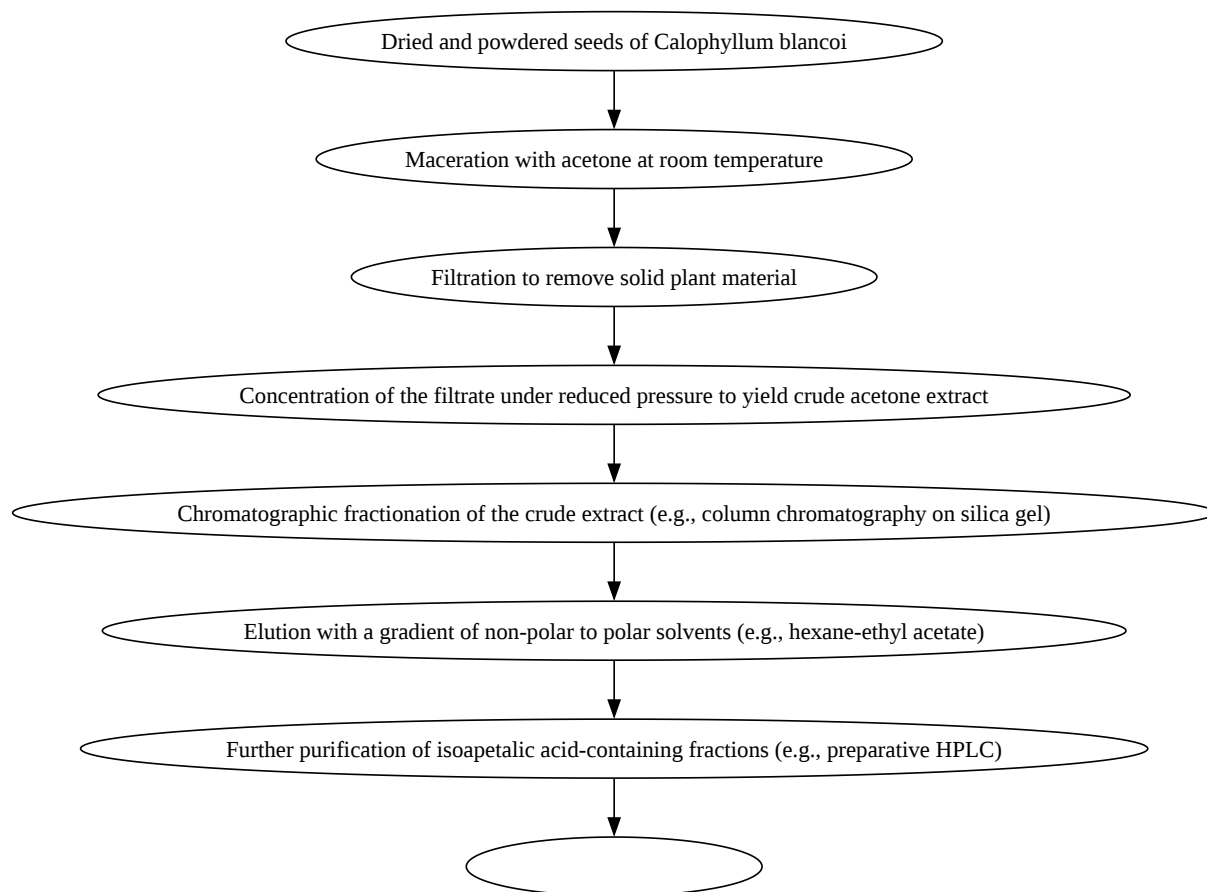 Dried and powdered seeds of Calophyllum blancoi
Maceration with acetone at room temperature
Filtration to remove solid plant material
Concentration of the filtrate under reduced pressure to yield crude acetone extract
Chromatographic fractionation of the crude extract (e.g., column chromatography on silica gel)
Elution with a gradient of non-polar to polar solvents (e.g., hexane-ethyl acetate)
Further purification of isoapetalic acid-containing fractions (e.g., preparative HPLC)